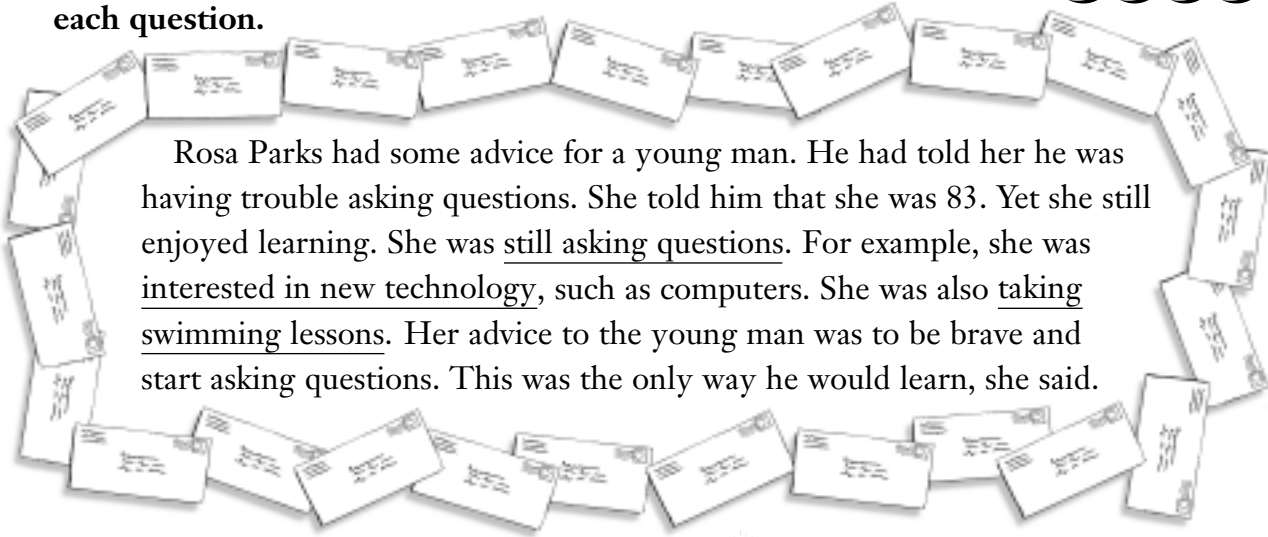 each question.
Rosa Parks had some advice for a young man. He had told her he was
having trouble asking questions. She told him that she was 83. Yet she still
enjoyed learning. She was still asking questions. For example, she was
interested in new technology, such as computers. She was also taking
swimming lessons. Her advice to the young man was to be brave and
start asking questions. This was the only way he would learn, she said.